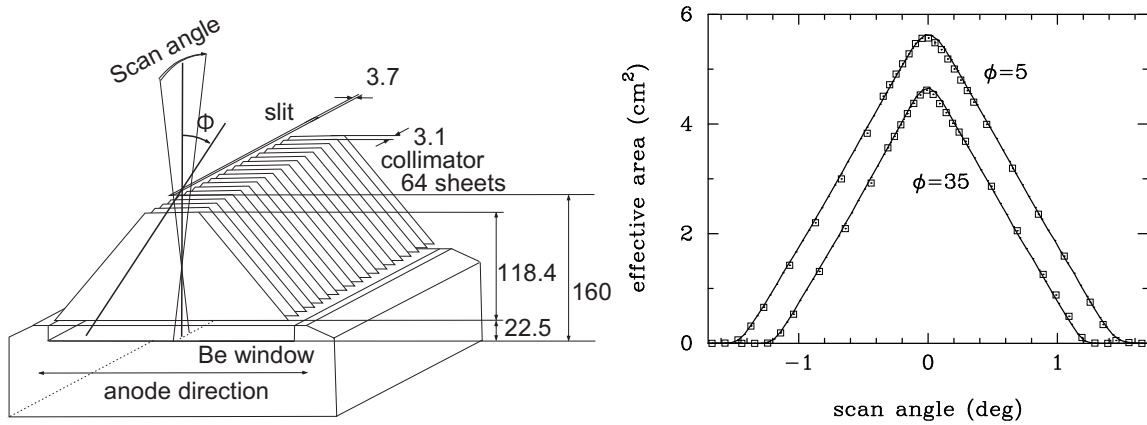 Scan angle
Φ
slit
3.7
3.1
collimator
64 sheets
118.4
160
22.5
Be window
anode direction
effective area (cm²)
6
4
2
0
ϕ=5
ϕ=35
−1
0
1
scan angle (deg)